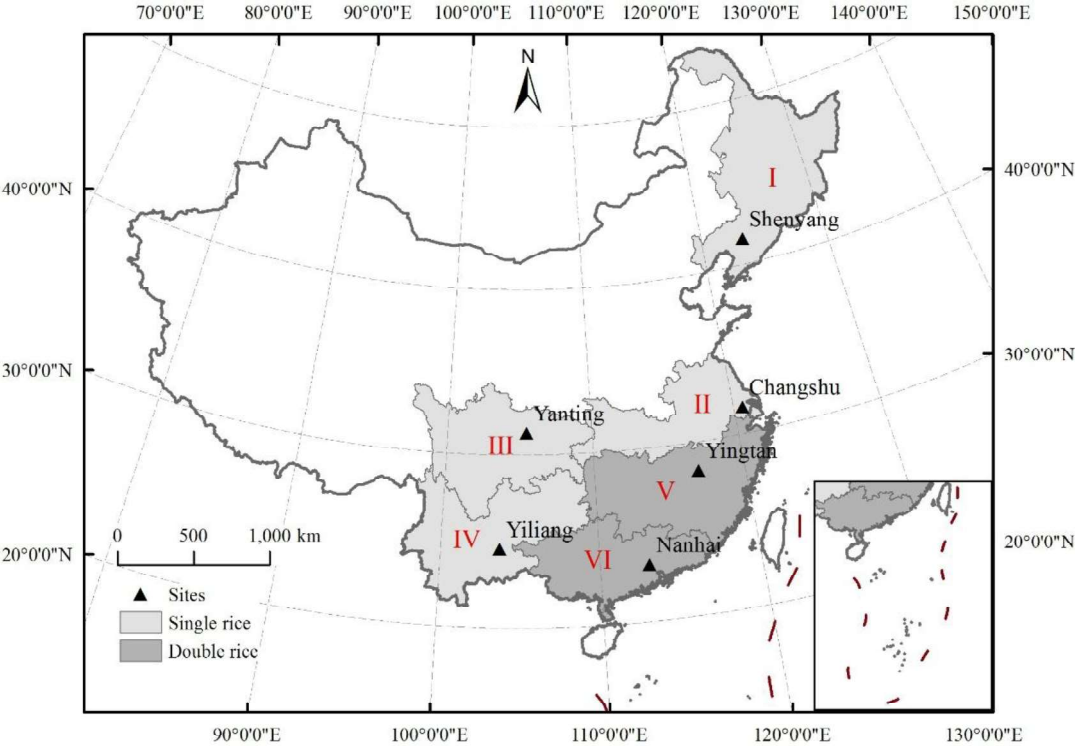 70°0'0"E 80°0'0"E 90°0'0"E 100°0'0"E 110°0'0"E 120°0'0"E 130°0'0"E 140°0'0"E 150°0'0"E
N
I
40°0'0"N
40°0'0"N
Shenyang
30°0'0"N
30°0'0"N
Changshu
II
Yanting
III
Yingtan
V
0 500 1,000 km
Yiliang
IV
Nanhai
VI
20°0'0"N
20°0'0"N
Sites
Single rice
Double rice
90°0'0"E 100°0'0"E 110°0'0"E 120°0'0"E 130°0'0"E